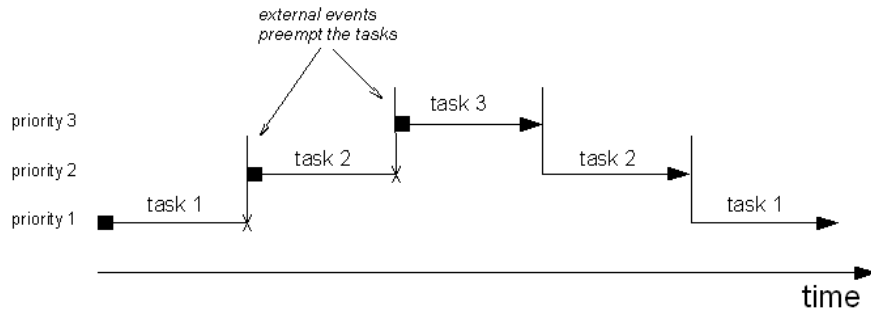 external events
preempt the tasks
priority 3
task 3
priority 2
task 2
task 2
priority 1
task 1
task 1
time